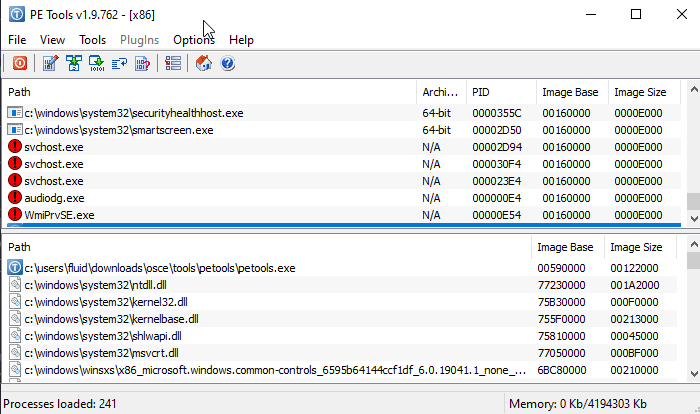 PE Tools v1.9.762 - [x86]
File View Tools PlugIns Options Help
Path Archi... PID Image Base Image Size
c:\windows\system32\securityhealthhost.exe 64-bit 0000355C 00160000 0000E000
c:\windows\system32\smartscreen.exe 64-bit 00002D50 00160000 0000E000
svchost.exe N/A 00002D94 00160000 0000E000
svchost.exe N/A 000030F4 00160000 0000E000
svchost.exe N/A 000023E4 00160000 0000E000
audiodg.exe N/A 000000E4 00160000 0000E000
WmiPrvSE.exe N/A 00000E54 00160000 0000E000
Path Image Base Image Size
c:\users\fluid\downloads\osce\tools\petools\petools.exe 00590000 00122000
c:\windows\system32\ntdll.dll 77230000 001A2000
c:\windows\system32\kernel32.dll 75B30000 000F0000
c:\windows\system32\kernelbase.dll 755F0000 00213000
c:\windows\system32\shlwapi.dll 75810000 00045000
c:\windows\system32\msvcrt.dll 77050000 000BF000
c:\windows\winsxs\x86_microsoft.windows.common-controls_6595b64144ccf1df_6.0.19041.1_none_... 6BC80000 00210000
Processes loaded: 241 Memory: 0 Kb/4194303 Kb